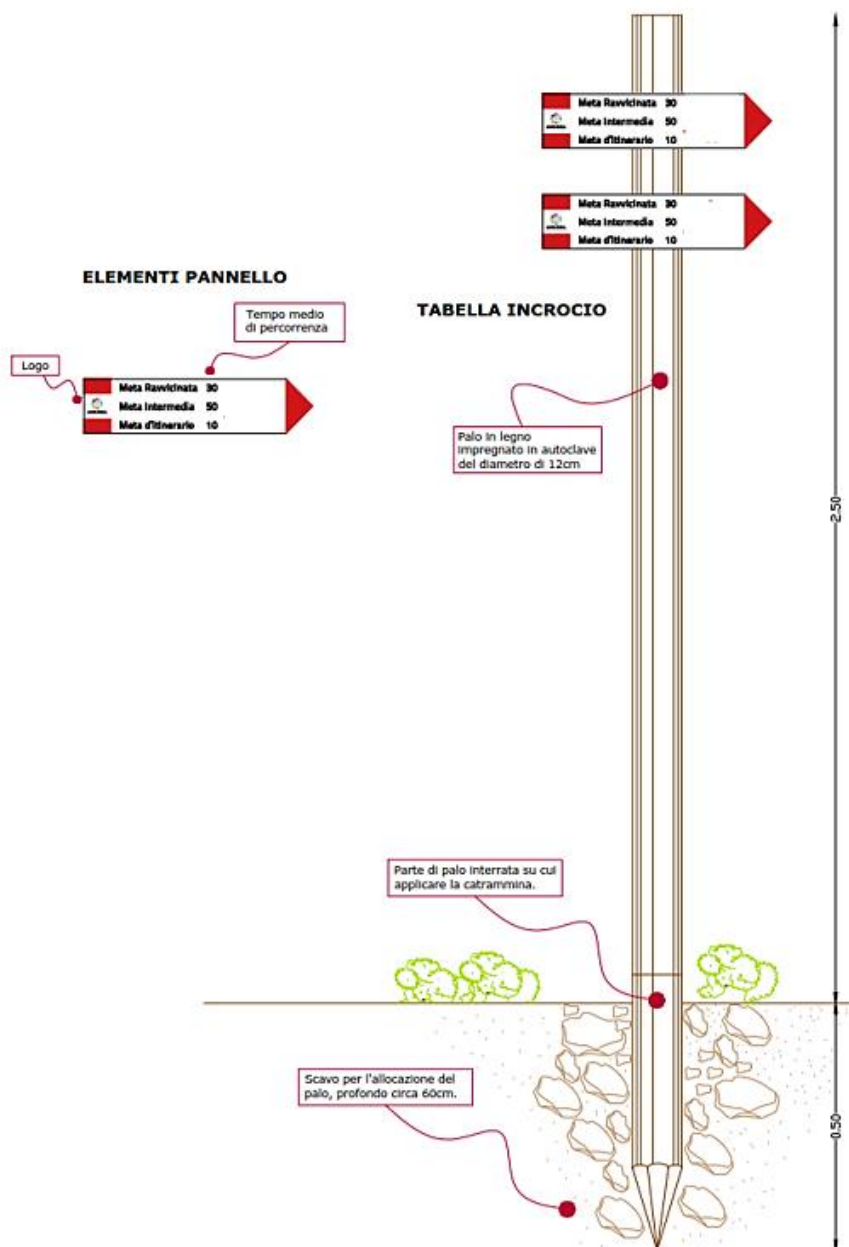 Meta Ravvicinata 30
Meta Intermedia 50
Meta d'Itinerario 10
Meta Ravvicinata 30
Meta Intermedia 50
Meta d'Itinerario 10
ELEMENTI PANNELLO
TABELLA INCROCIO
Tempo medio
di percorrenza
Logo
Meta Ravvicinata 30
Meta Intermedia 50
Meta d'Itinerario 10
Palo in legno
impregnato in autoclave
del diametro di 12cm
2.50
Parte di palo interrata su cui
applicare la catrammina.
Scavo per l'allocazione del
palo, profondo circa 60cm.
0.50